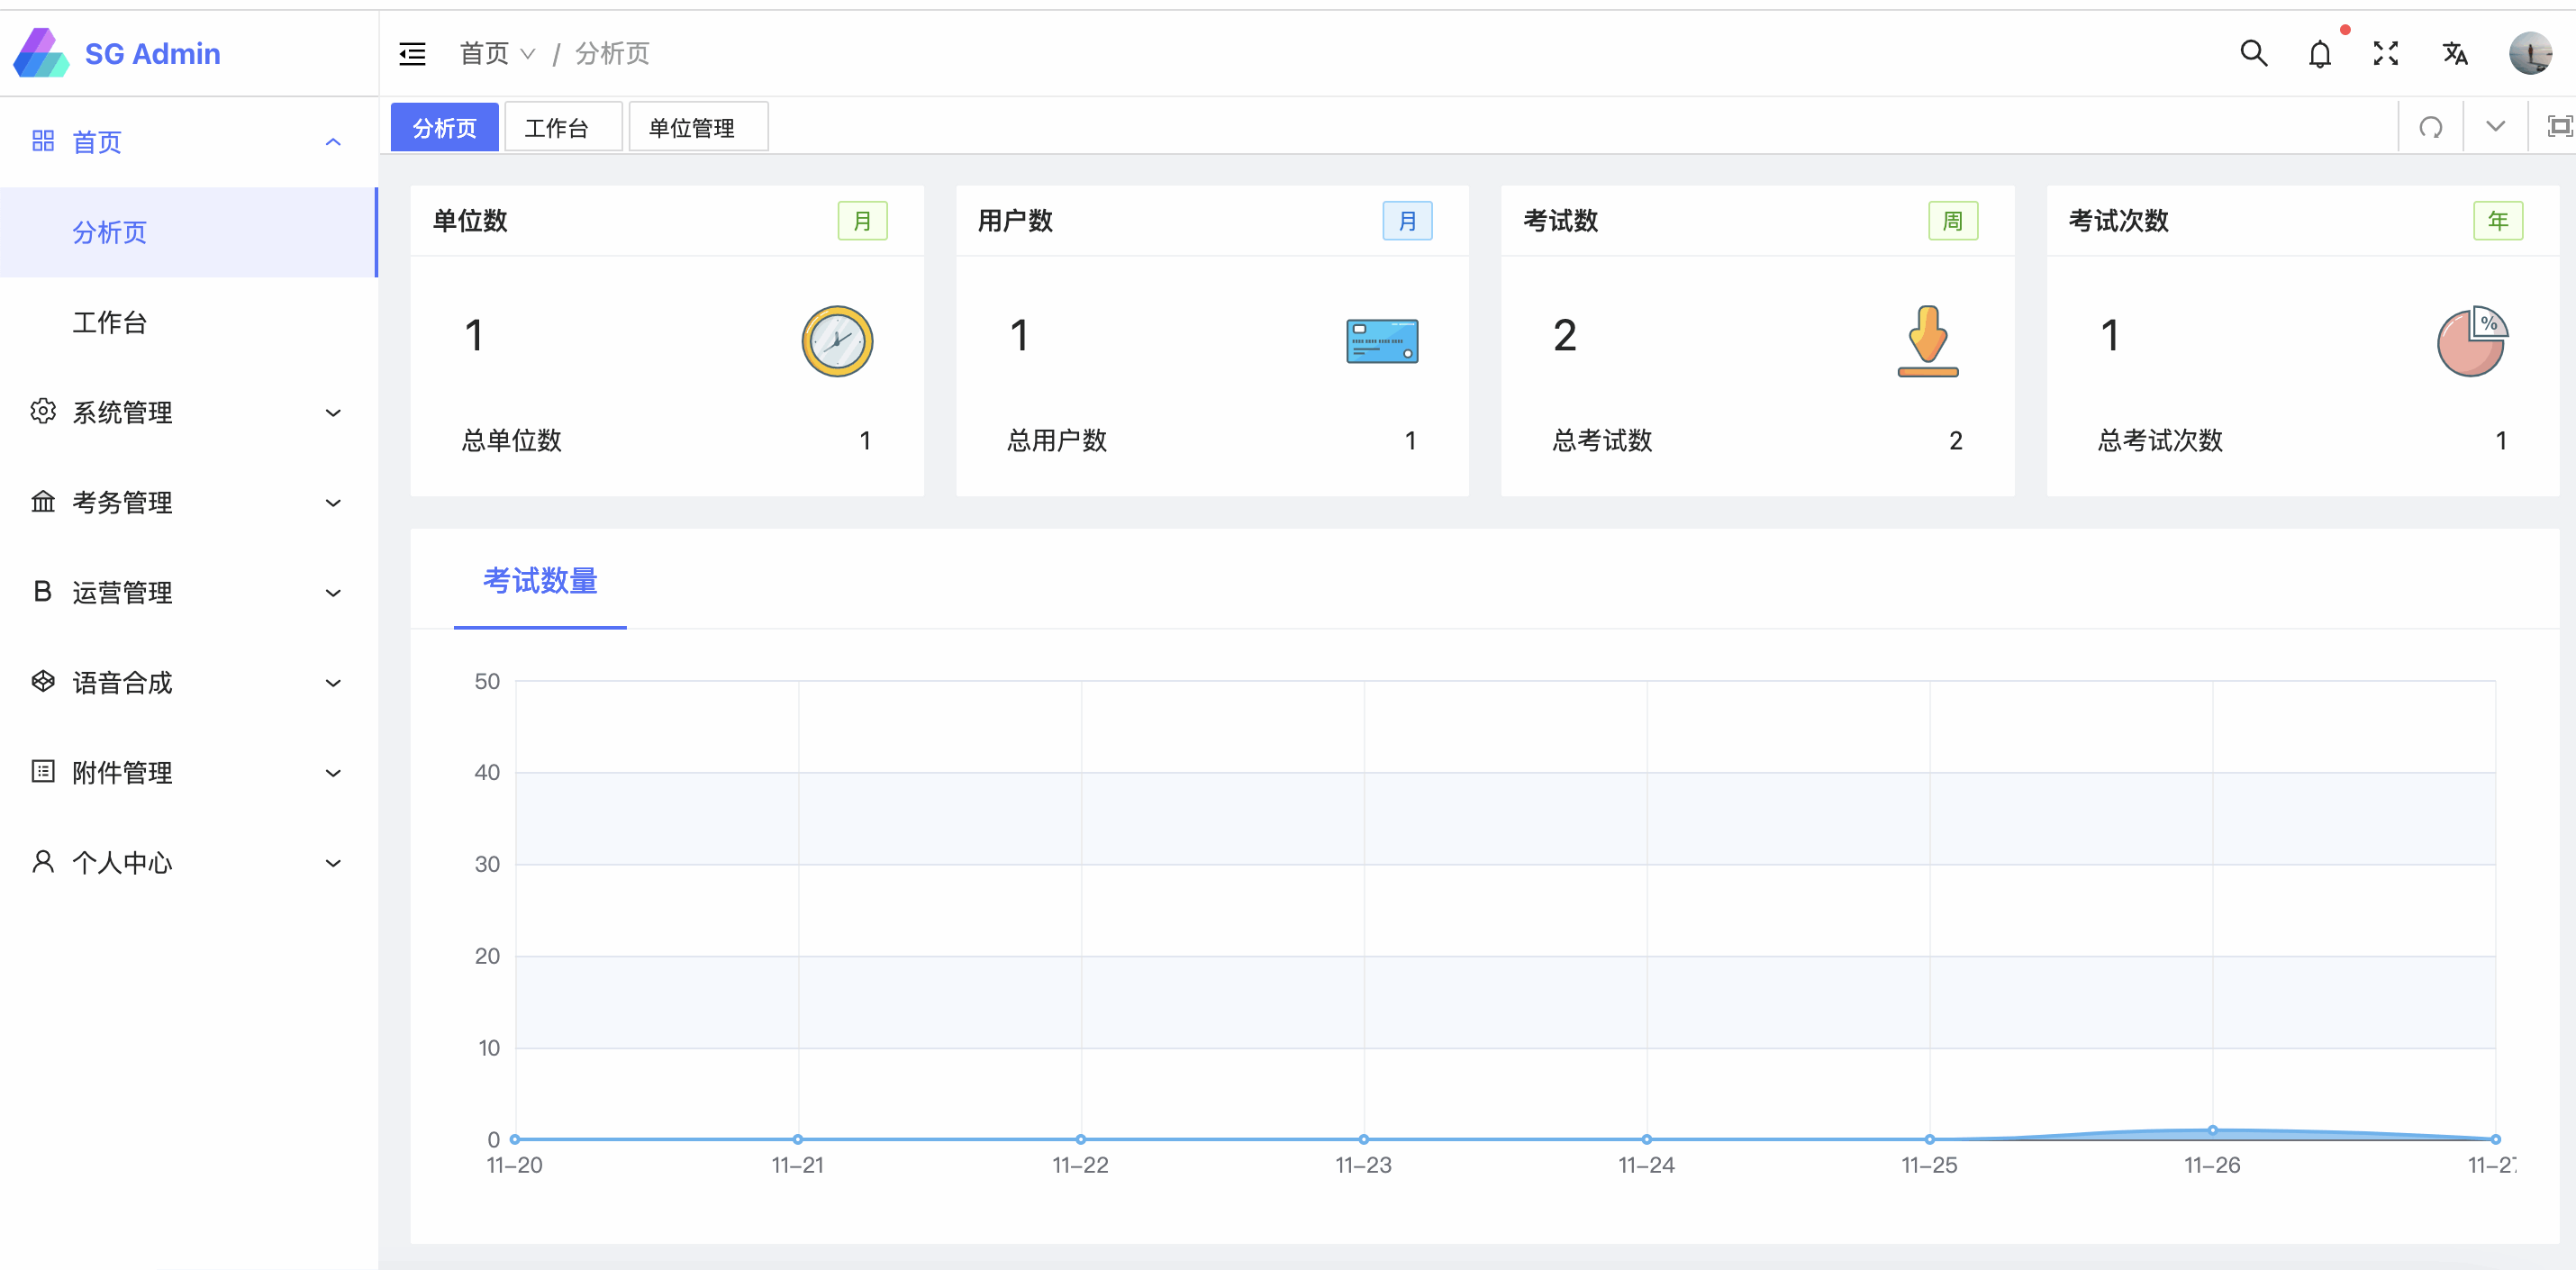 SG Admin
首页 / 分析页
首页
分析页
工作台
系统管理
考务管理
运营管理
语音合成
附件管理
个人中心
分析页 工作台 单位管理
单位数 月
1
总单位数 1
用户数 月
1
总用户数 1
考试数 周
2
总考试数 2
考试次数 年
1
%
总考试次数 1
考试数量
50
40
30
20
10
0
11-20 11-21 11-22 11-23 11-24 11-25 11-26